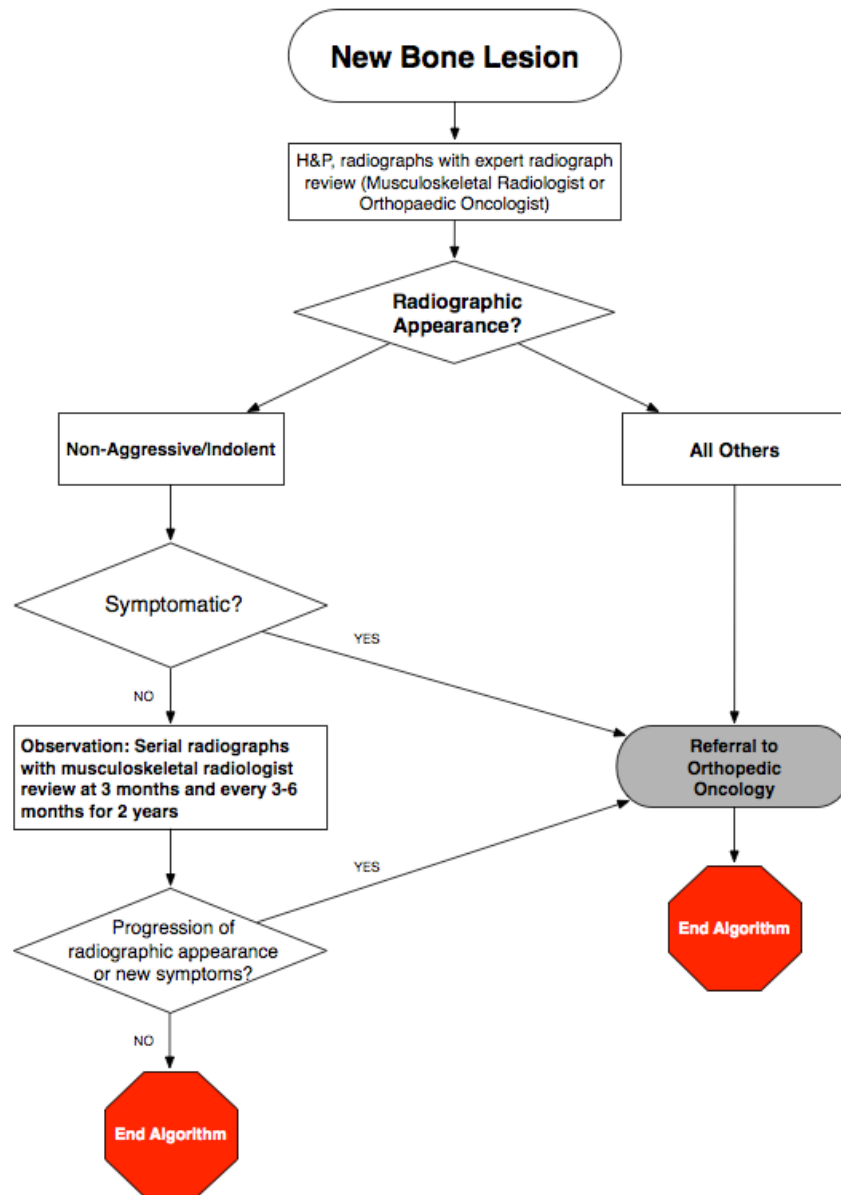 New Bone Lesion
H&P, radiographs with expert radiograph
review (Musculoskeletal Radiologist or
Orthopaedic Oncologist)
Radiographic
Appearance?
Non-Aggressive/Indolent
All Others
Symptomatic?
YES
NO
Observation: Serial radiographs
with musculoskeletal radiologist
review at 3 months and every 3-6
months for 2 years
Referral to
Orthopedic
Oncology
YES
Progression of
radiographic appearance
or new symptoms?
End Algorithm
NO
End Algorithm